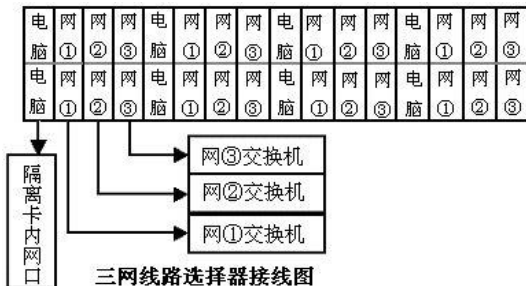 电脑 网① 网② 网③ 电脑 网① 网② 网③ 电脑 网① 网② 网③ 电脑 网① 网② 网③
电脑 网① 网② 网③ 电脑 网① 网② 网③ 电脑 网① 网② 网③ 电脑 网① 网② 网③
网③交换机
网②交换机
网①交换机
隔离卡内网口
三网线路选择器接线图